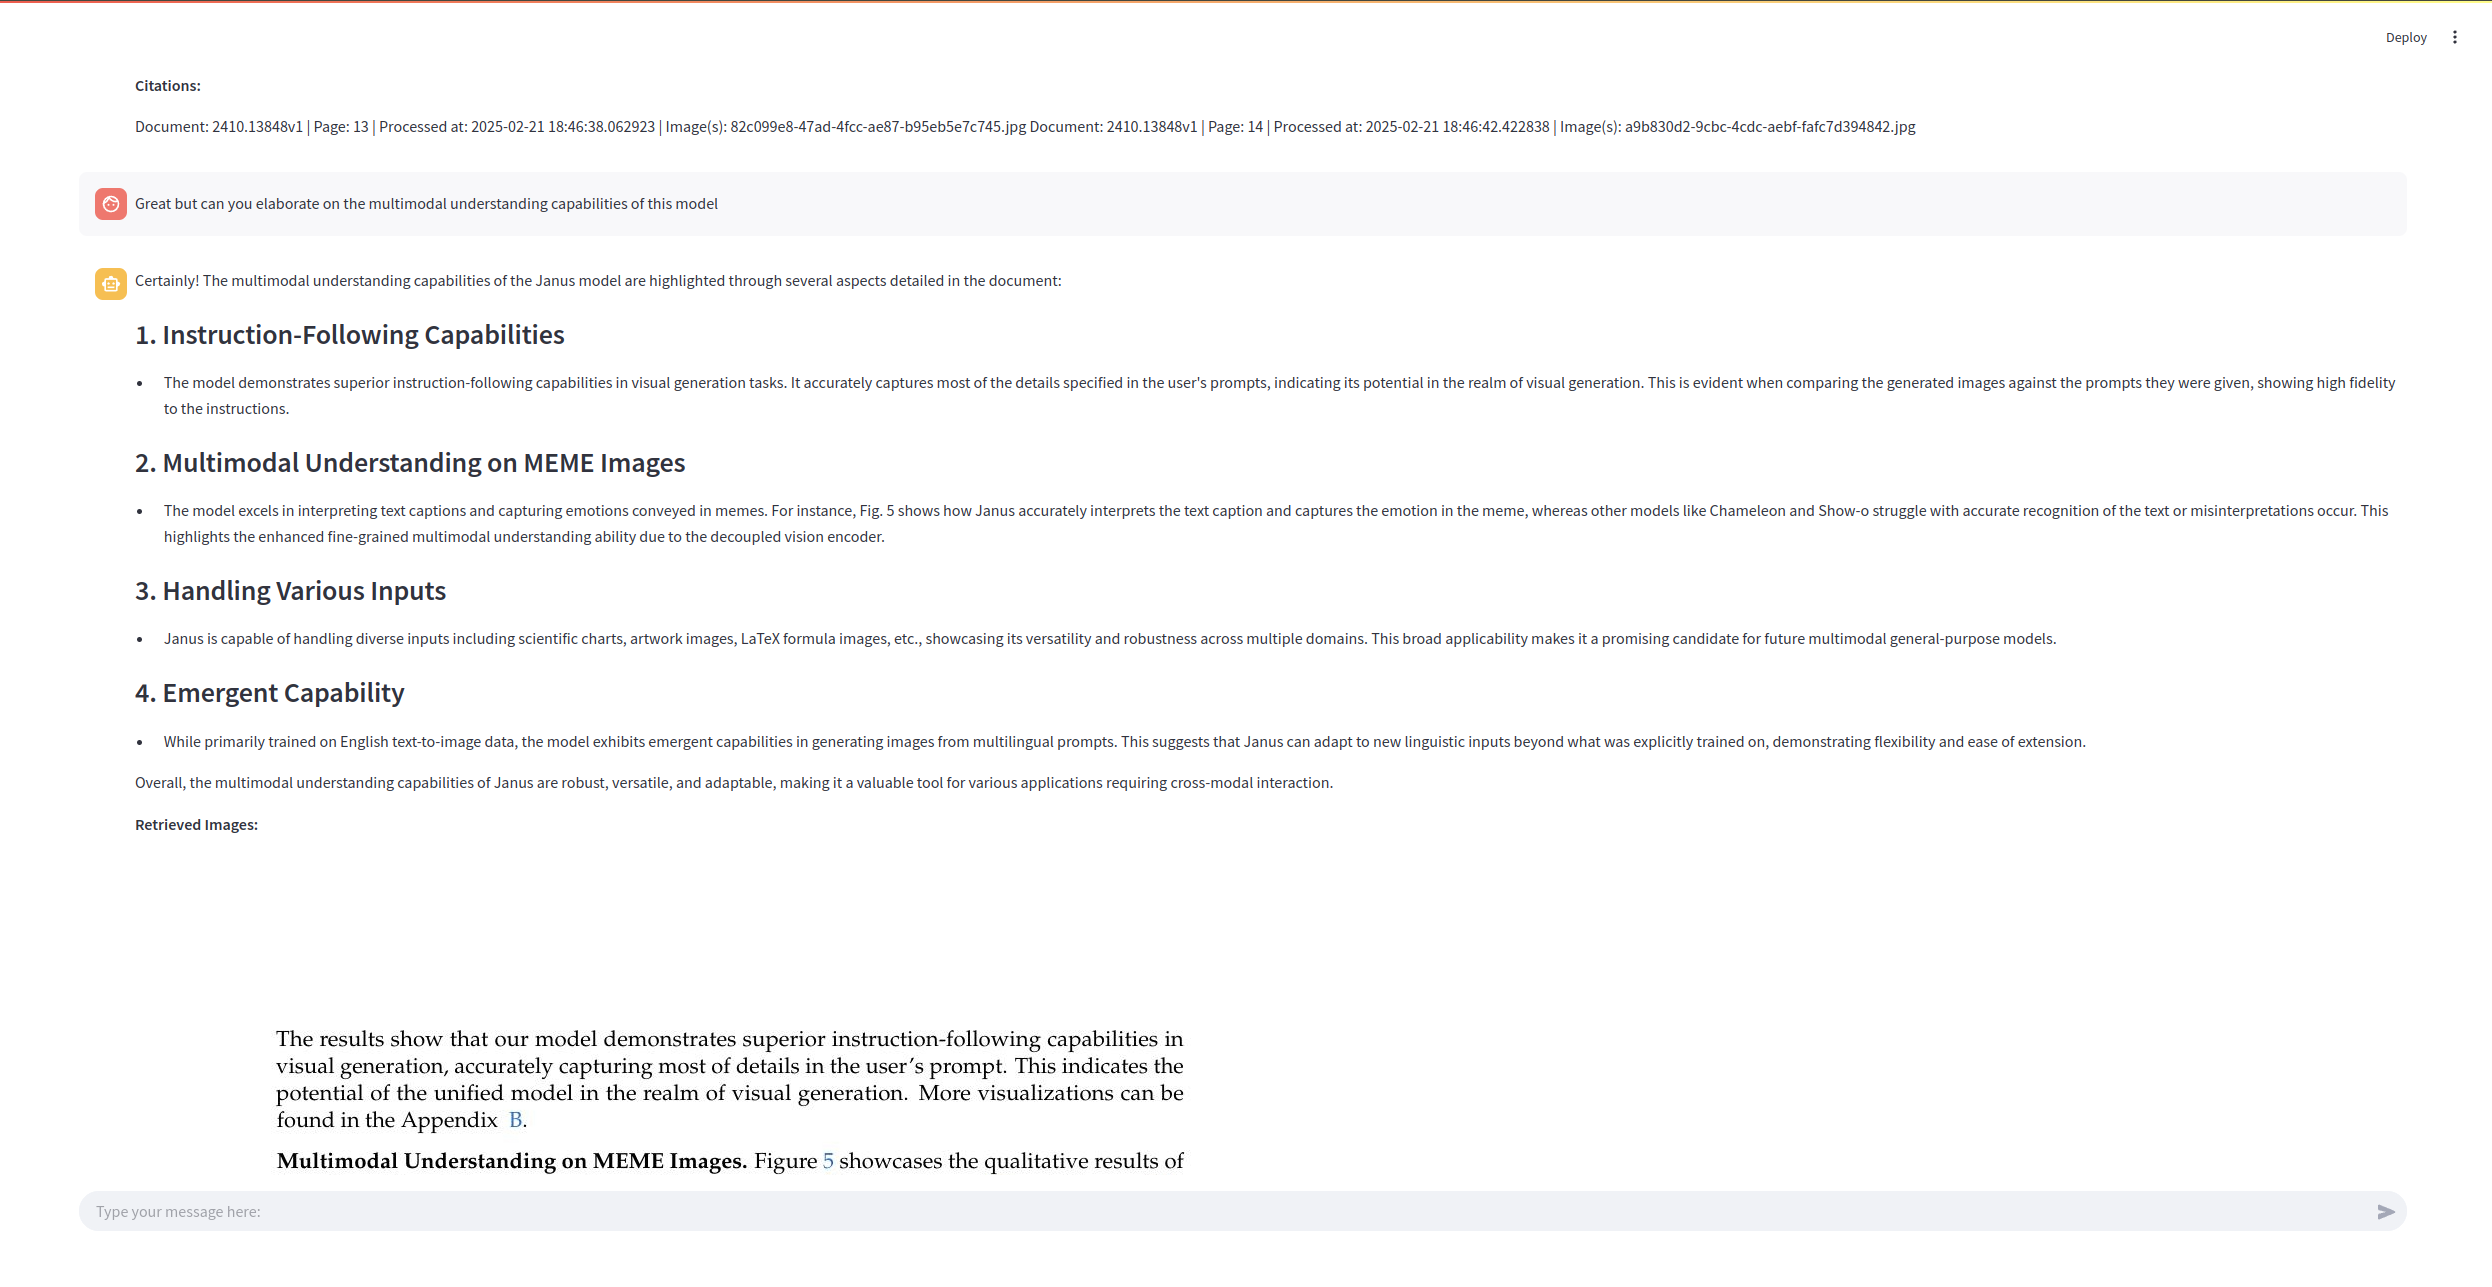 Deploy
Citations:
Document: 2410.13848v1 | Page: 13 | Processed at: 2025-02-21 18:46:38.062923 | Image(s): 82c099e8-47ad-4fcc-ae87-b95eb5e7c745.jpg Document: 2410.13848v1 | Page: 14 | Processed at: 2025-02-21 18:46:42.422838 | Image(s): a9b830d2-9cbc-4cdc-aebf-fafc7d394842.jpg
Great but can you elaborate on the multimodal understanding capabilities of this model
Certainly! The multimodal understanding capabilities of the Janus model are highlighted through several aspects detailed in the document:
1. Instruction-Following Capabilities
• The model demonstrates superior instruction-following capabilities in visual generation tasks. It accurately captures most of the details specified in the user's prompts, indicating its potential in the realm of visual generation. This is evident when comparing the generated images against the prompts they were given, showing high fidelity
to the instructions.
2. Multimodal Understanding on MEME Images
• The model excels in interpreting text captions and capturing emotions conveyed in memes. For instance, Fig. 5 shows how Janus accurately interprets the text caption and captures the emotion in the meme, whereas other models like Chameleon and Show-o struggle with accurate recognition of the text or misinterpretations occur. This
highlights the enhanced fine-grained multimodal understanding ability due to the decoupled vision encoder.
3. Handling Various Inputs
• Janus is capable of handling diverse inputs including scientific charts, artwork images, LaTeX formula images, etc., showcasing its versatility and robustness across multiple domains. This broad applicability makes it a promising candidate for future multimodal general-purpose models.
4. Emergent Capability
• While primarily trained on English text-to-image data, the model exhibits emergent capabilities in generating images from multilingual prompts. This suggests that Janus can adapt to new linguistic inputs beyond what was explicitly trained on, demonstrating flexibility and ease of extension.
Overall, the multimodal understanding capabilities of Janus are robust, versatile, and adaptable, making it a valuable tool for various applications requiring cross-modal interaction.
Retrieved Images:
The results show that our model demonstrates superior instruction-following capabilities in
visual generation, accurately capturing most of details in the user's prompt. This indicates the
potential of the unified model in the realm of visual generation. More visualizations can be
found in the Appendix B.
Multimodal Understanding on MEME Images. Figure 5 showcases the qualitative results of
Type your message here: